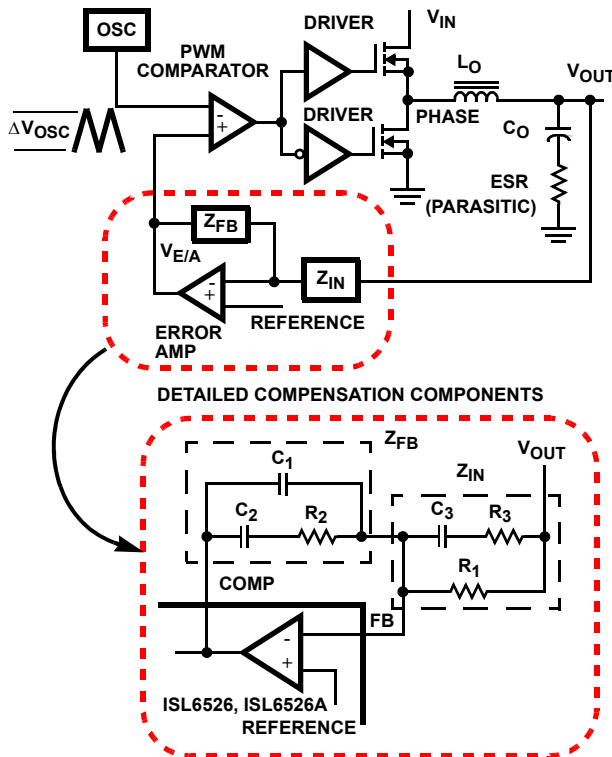 OSC
DRIVER
V_IN
PWM
COMPARATOR
L_O
V_OUT
-
+
DRIVER
PHASE
ΔV_OSC
C_O
ESR
(PARASITIC)
Z_FB
V_E/A
-
+
Z_IN
REFERENCE
ERROR
AMP
DETAILED COMPENSATION COMPONENTS
Z_FB
V_OUT
C_1
Z_IN
C_2
R_2
C_3
R_3
COMP
R_1
FB
-
+
ISL6526, ISL6526A
REFERENCE